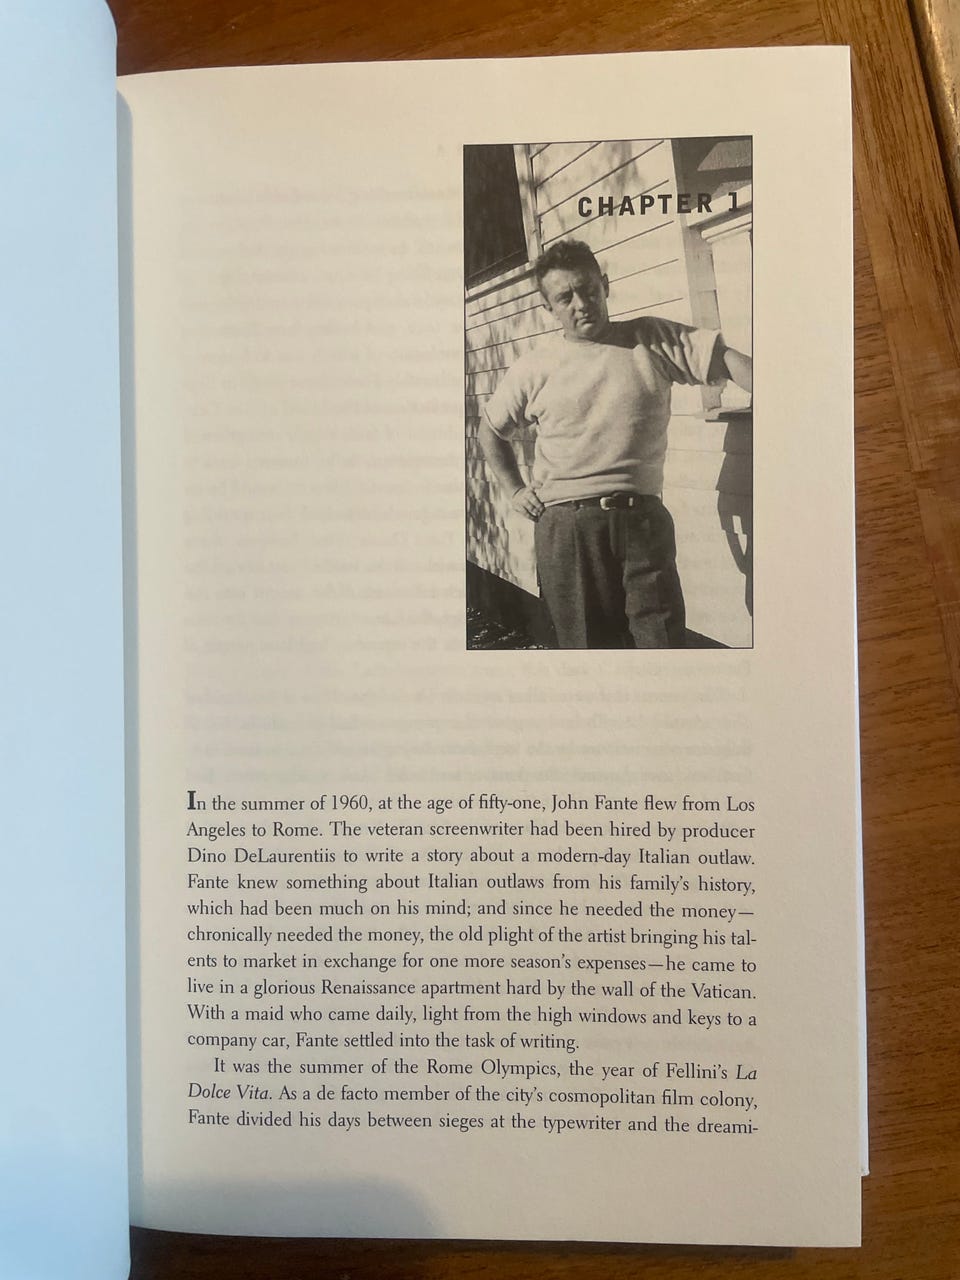 CHAPTER 1
In the summer of 1960, at the age of fifty-one, John Fante flew from Los
Angeles to Rome. The veteran screenwriter had been hired by producer
Dino DeLaurentiis to write a story about a modern-day Italian outlaw.
Fante knew something about Italian outlaws from his family's history,
which had been much on his mind; and since he needed the money—
chronically needed the money, the old plight of the artist bringing his tal-
ents to market in exchange for one more season's expenses—he came to
live in a glorious Renaissance apartment hard by the wall of the Vatican.
With a maid who came daily, light from the high windows and keys to a
company car, Fante settled into the task of writing.
It was the summer of the Rome Olympics, the year of Fellini's La
Dolce Vita. As a de facto member of the city's cosmopolitan film colony,
Fante divided his days between sieges at the typewriter and the dreami-